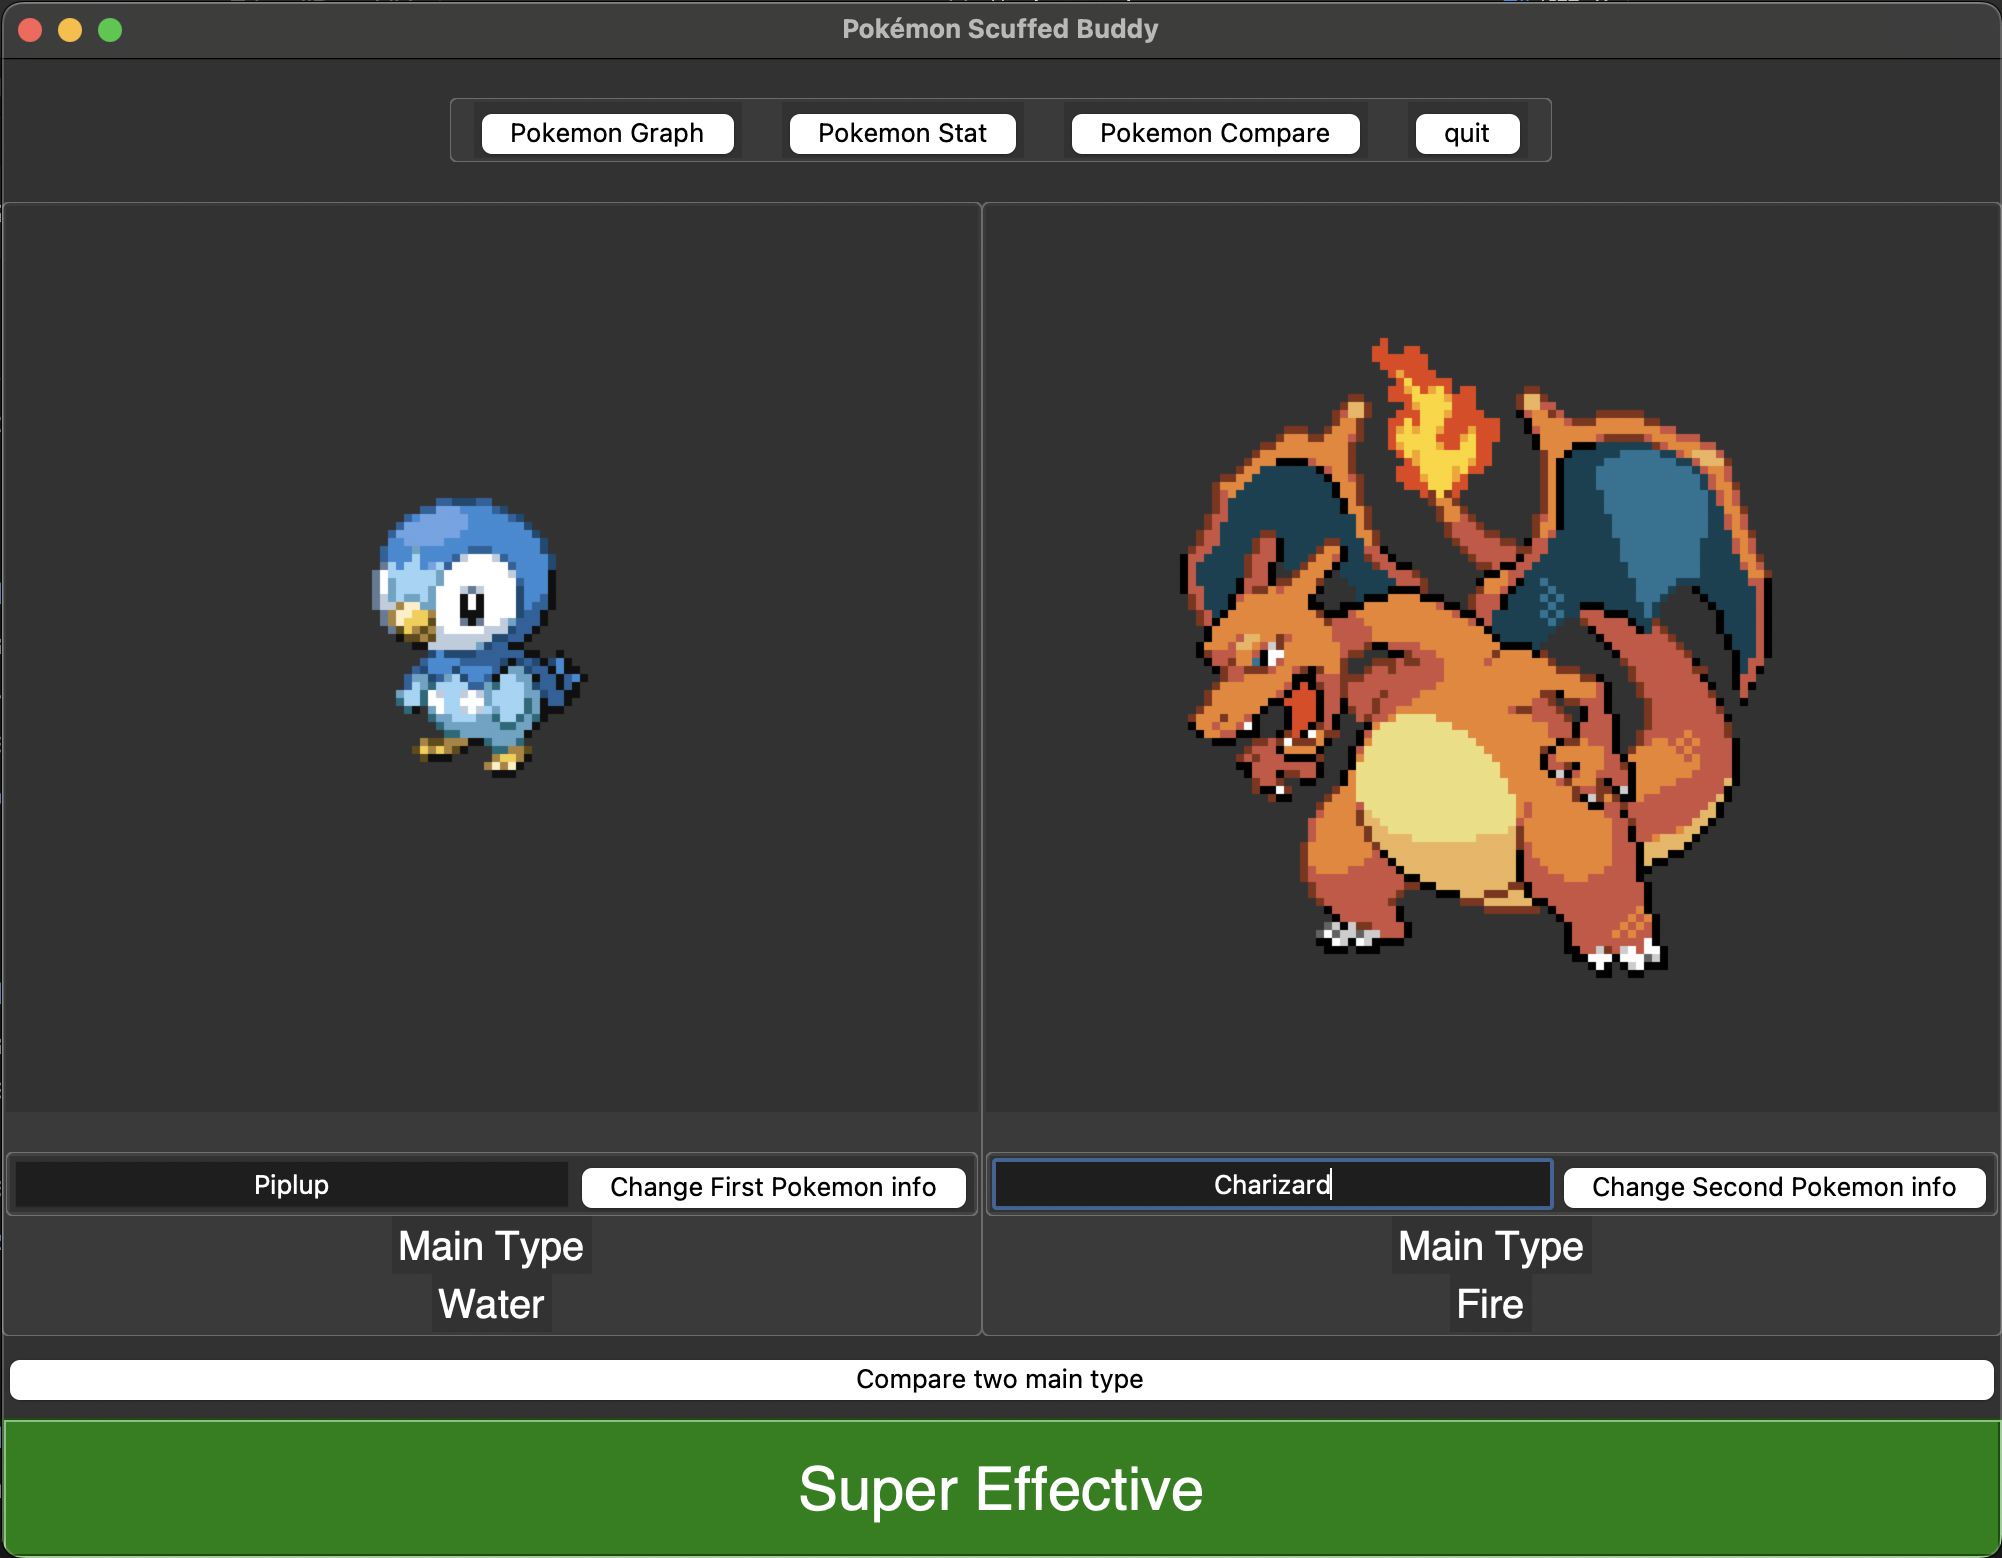 Pokémon Scuffed Buddy
Pokemon Graph
Pokemon Stat
Pokemon Compare
quit
Piplup
Change First Pokemon info
Charizard
Change Second Pokemon info
Main Type
Water
Main Type
Fire
Compare two main type
Super Effective